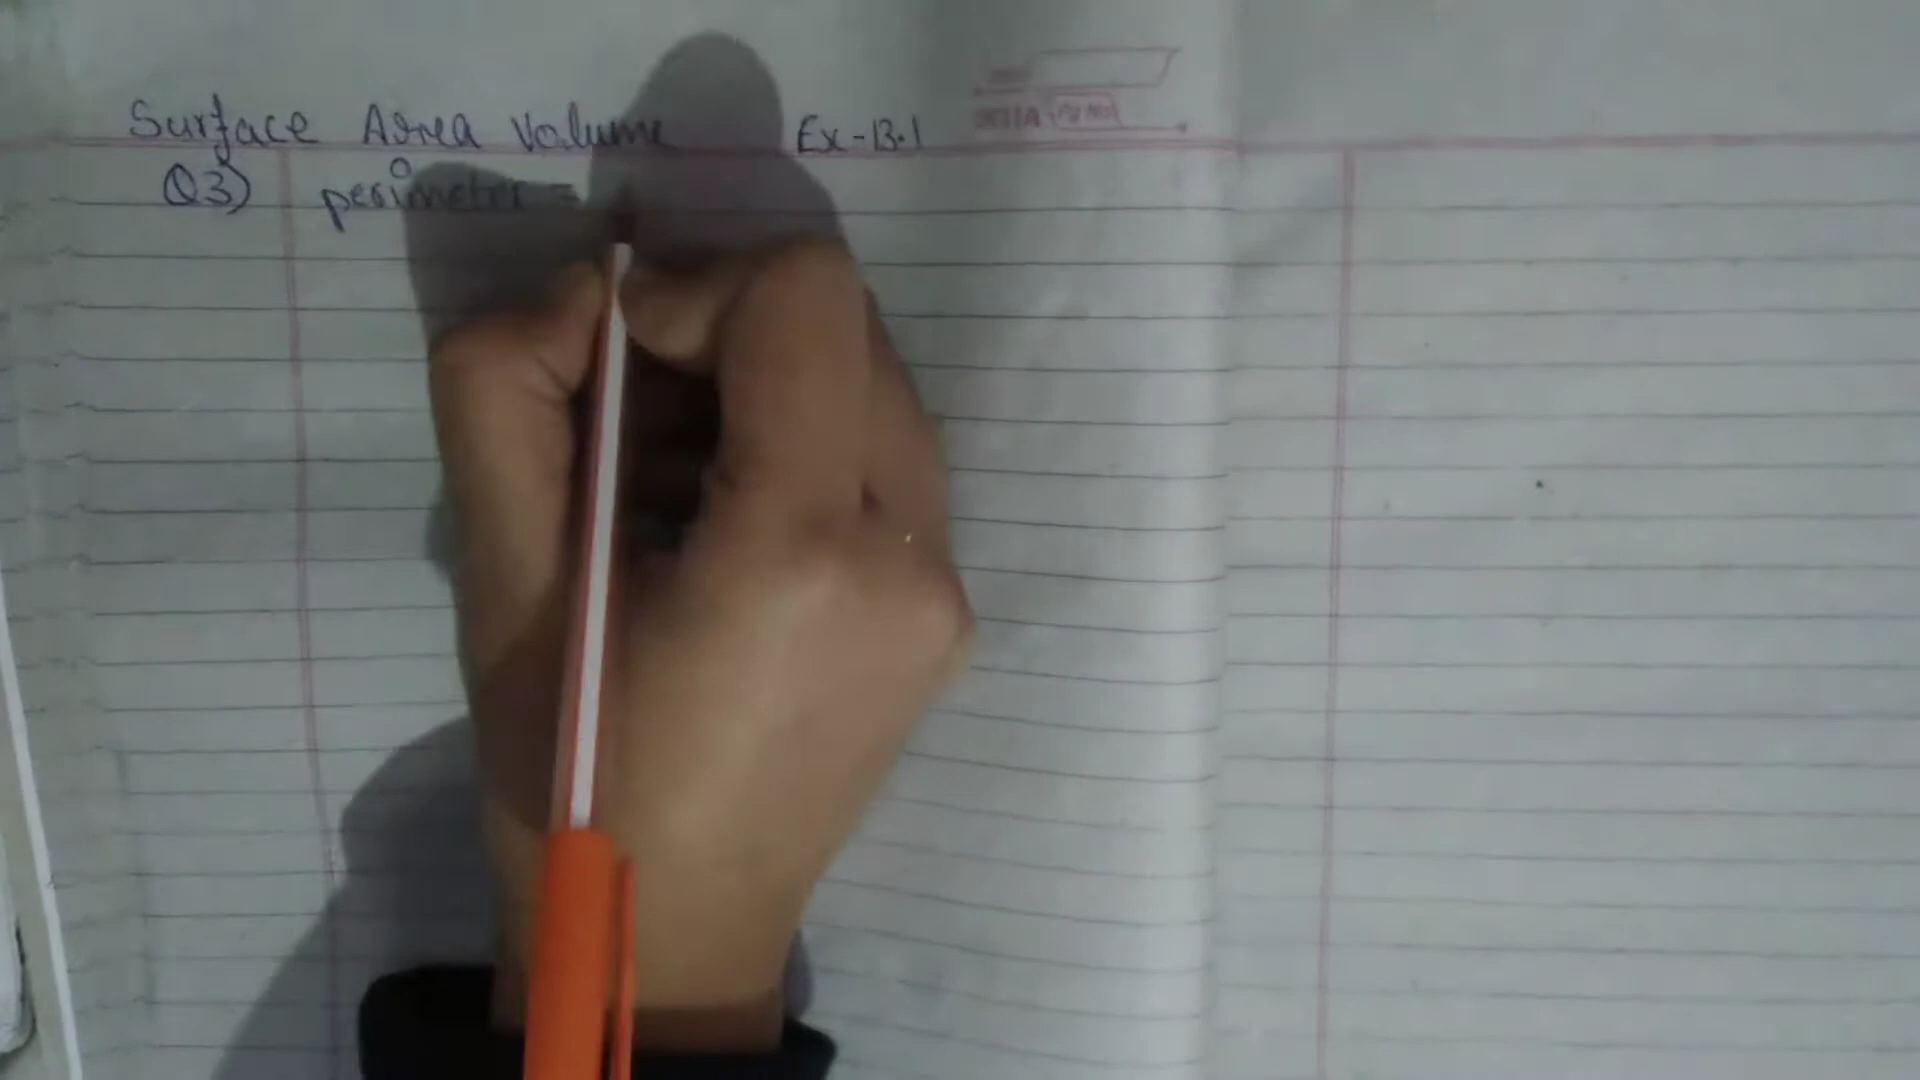 Surface Area Volume Ex-13.1
Q3) perimeter =